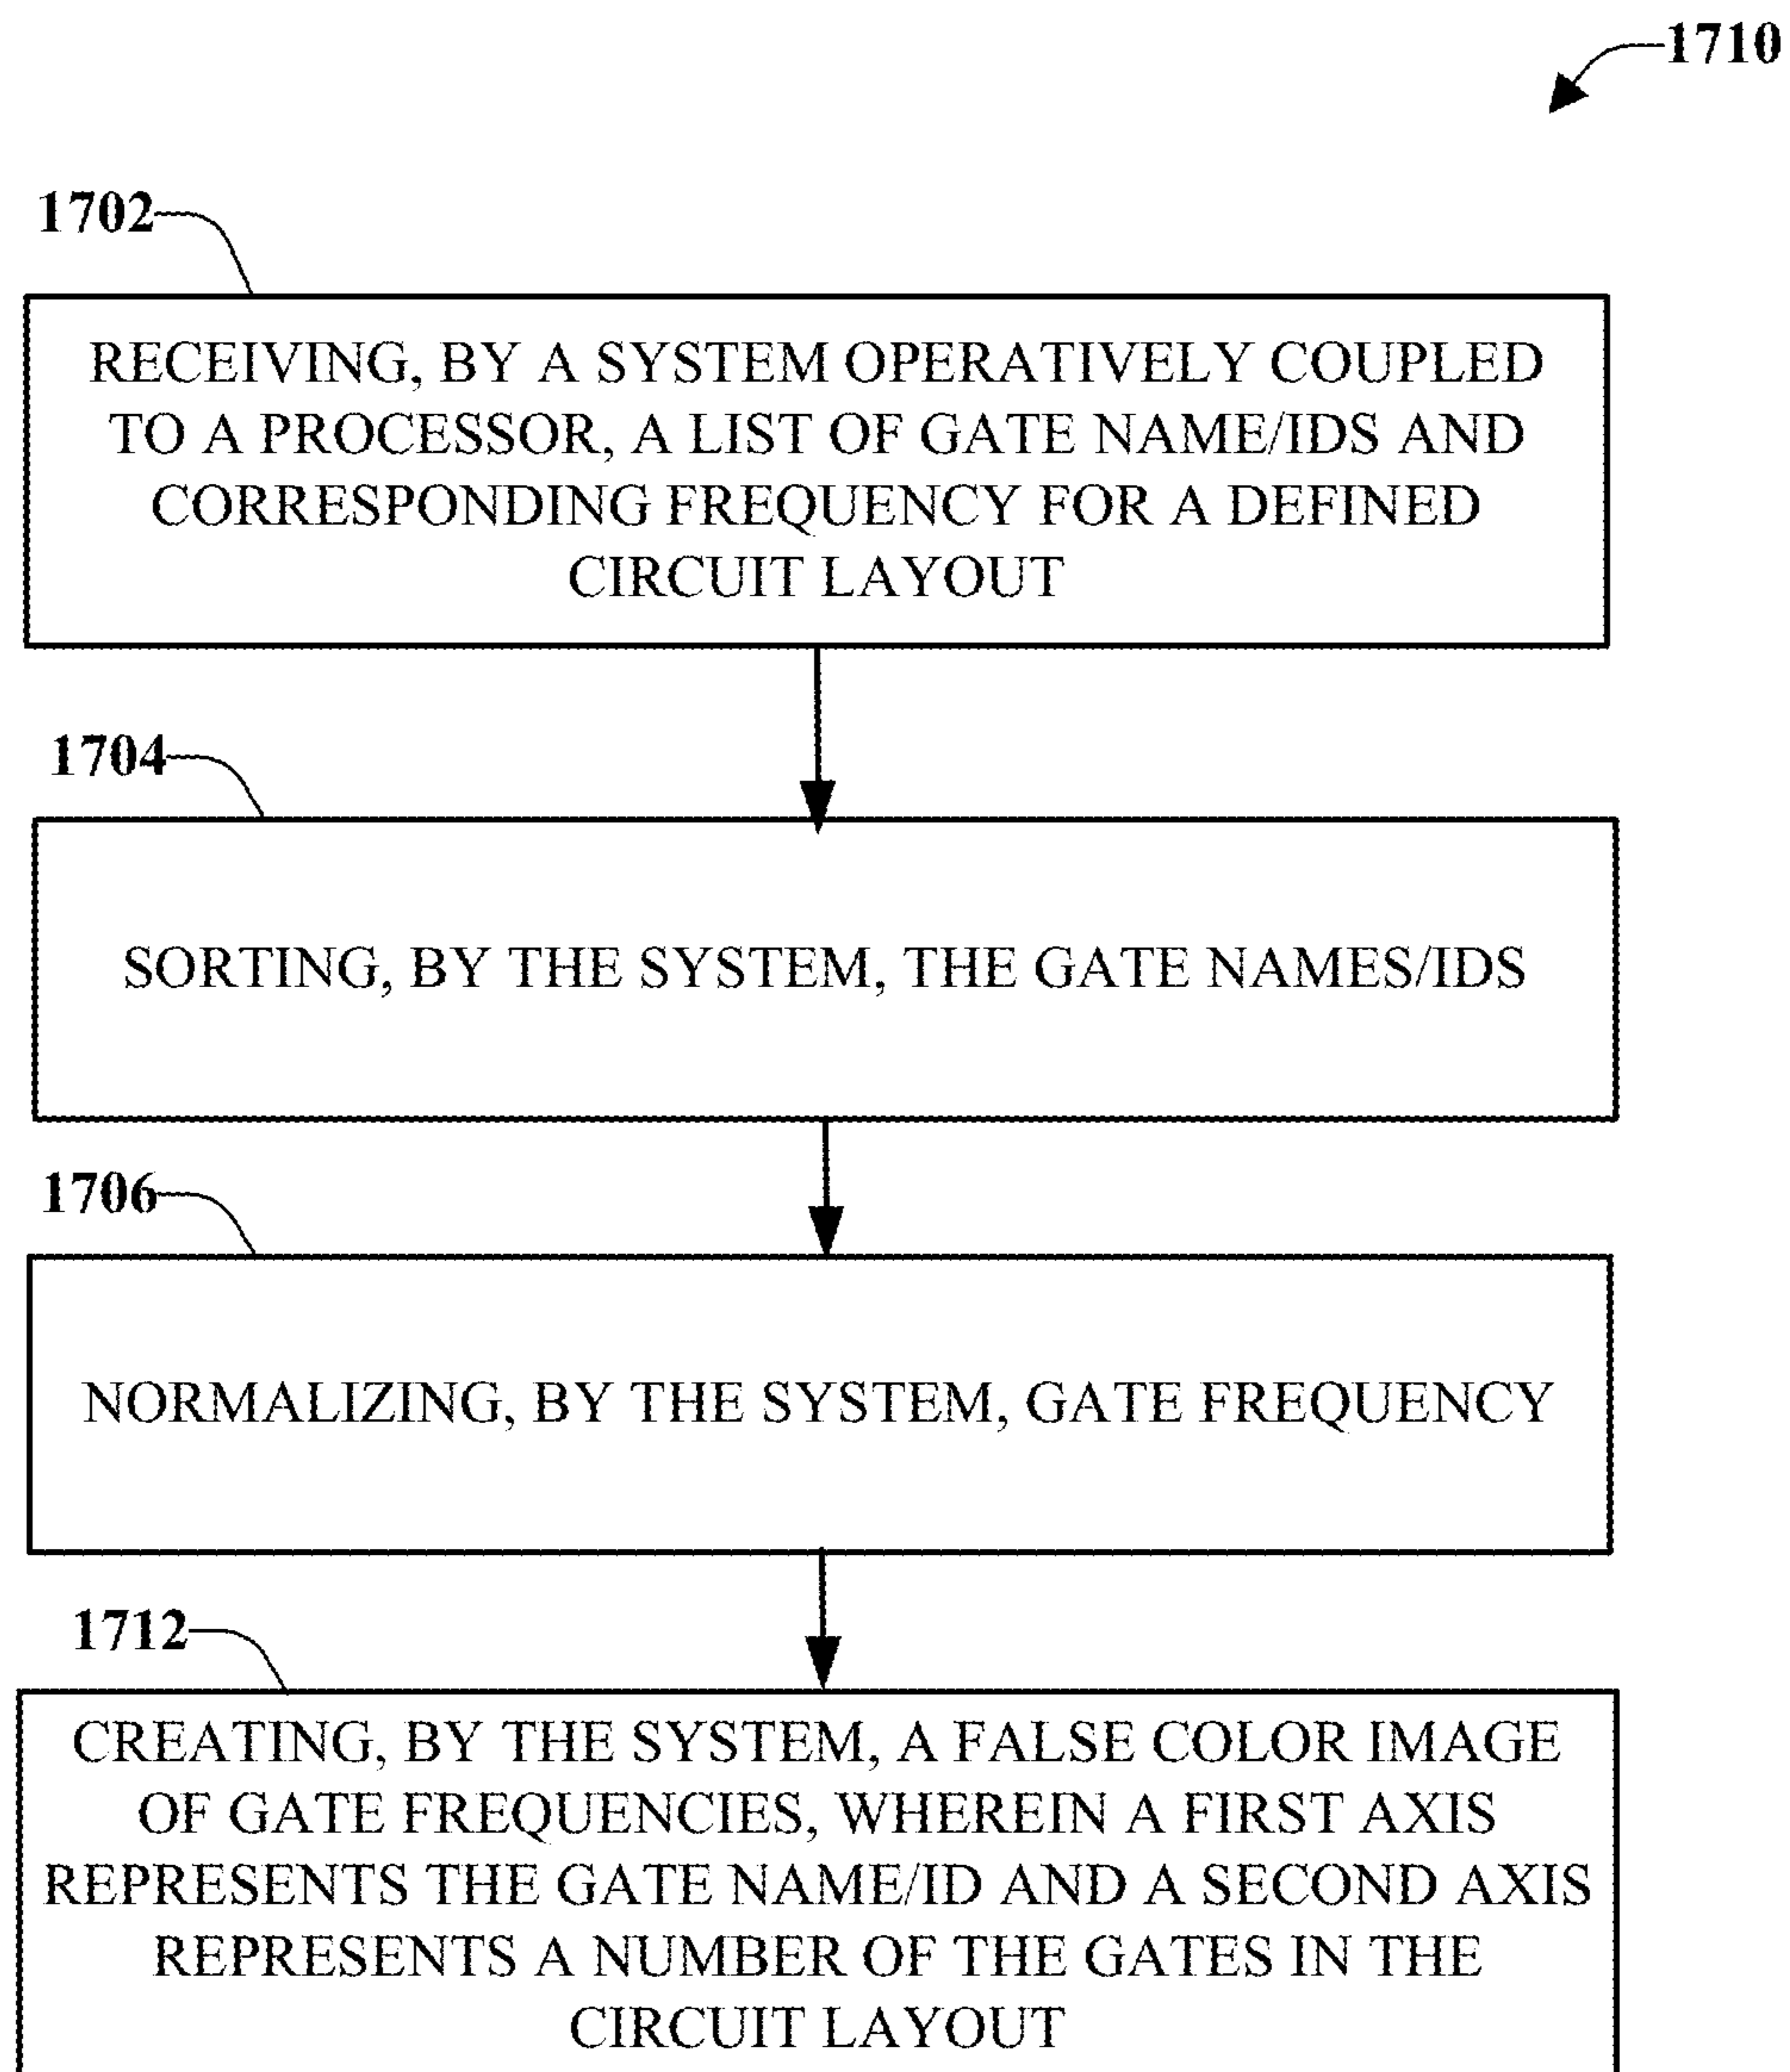 1710
1702
RECEIVING, BY A SYSTEM OPERATIVELY COUPLED
TO A PROCESSOR, A LIST OF GATE NAME/IDS AND
CORRESPONDING FREQUENCY FOR A DEFINED
CIRCUIT LAYOUT
1704
SORTING, BY THE SYSTEM, THE GATE NAMES/IDS
1706
NORMALIZING, BY THE SYSTEM, GATE FREQUENCY
1712
CREATING, BY THE SYSTEM, A FALSE COLOR IMAGE
OF GATE FREQUENCIES, WHEREIN A FIRST AXIS
REPRESENTS THE GATE NAME/ID AND A SECOND AXIS
REPRESENTS A NUMBER OF THE GATES IN THE
CIRCUIT LAYOUT